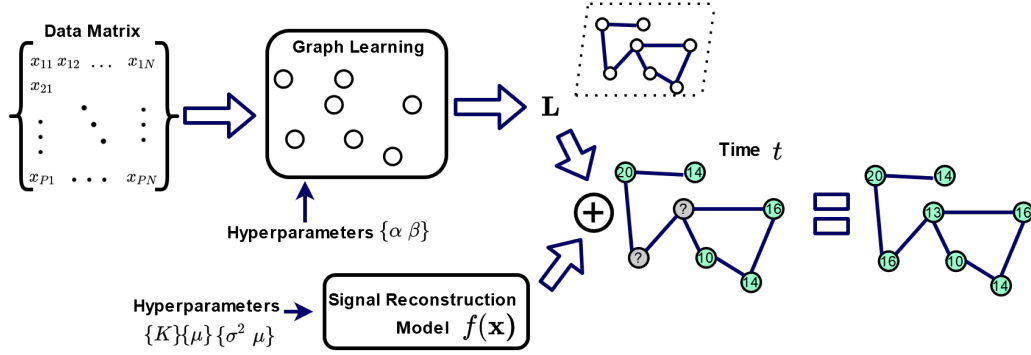 Data Matrix
x₁₁ x₁₂ ... x₁N
x₂₁
xP₁ ... xPN
Graph Learning
Hyperparameters {α β}
L
Hyperparameters
{K}{μ}{σ² μ}
Signal Reconstruction
Model f(x)
+
Time t
20 14
? 16
? 10
14
=
20 14
13 16
16 10
14